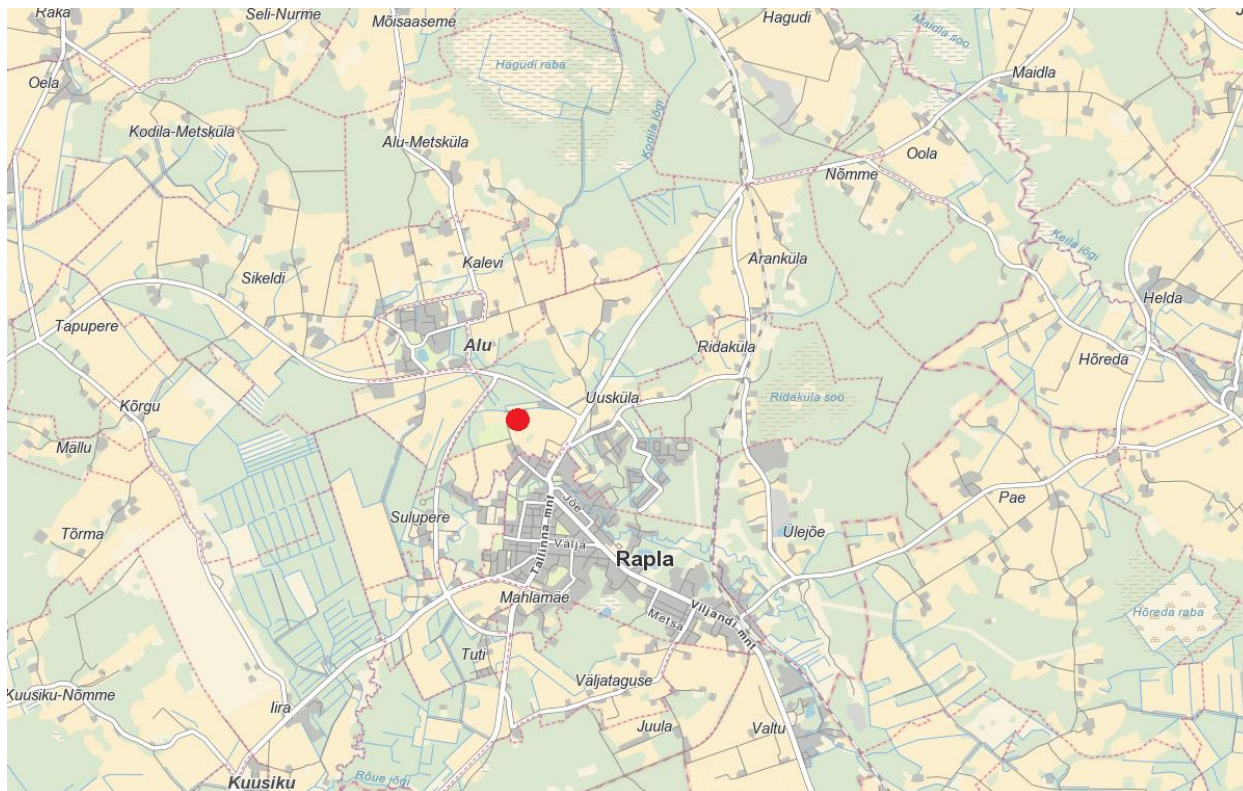 Raka
Seli-Nurme
Mõisaaseme
Hagudi
Maidla soo
Oela
Hagudi raba
Maidla
Kodila-Metsküla
Alu-Metsküla
Kodila jõgi
Oola
Nõmme
Keila jõgi
Kalevi
Aranküla
Sikeldi
Helda
Tapupere
Alu
Ridaküla
Hõreda
Kõrgu
Uusküla
Ridaküla soo
Mällu
Pae
Jõe
Sulupere
Tallinna mnt
Tõrma
Ülejõe
Välja
Rapla
Mahlamäe
Hõreda raba
Metsa
Viljandi mnt
Tuti
Väljataguse
Kuusiku-Nõmme
Iira
Juula
Valtu
Kuusiku
Rõue jõgi